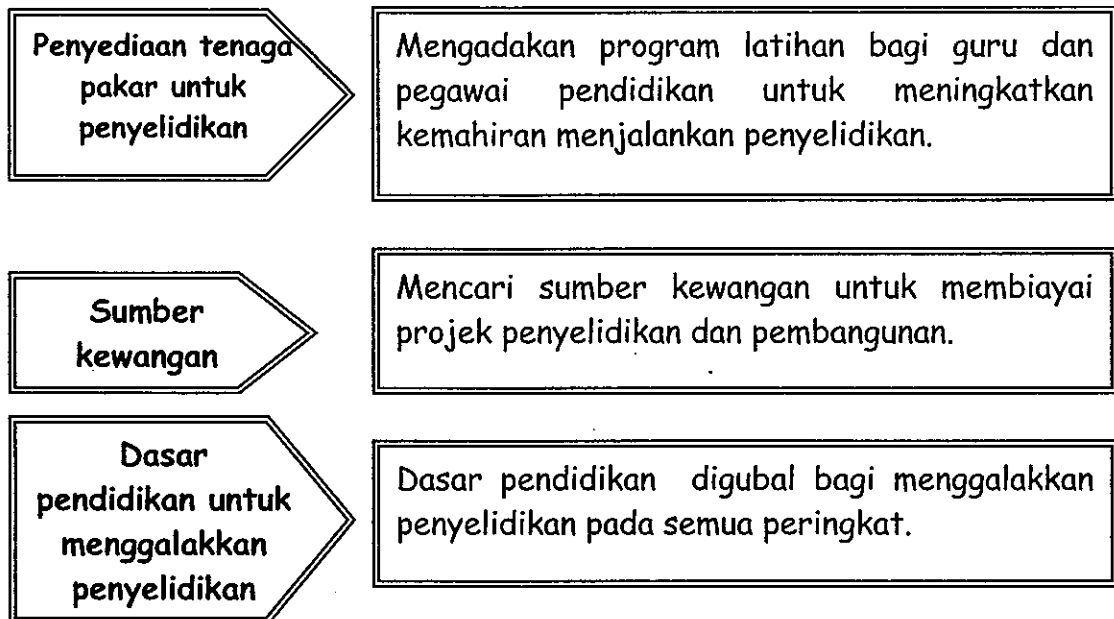 Penyediaan tenaga
pakar untuk
penyelidikan
Mengadakan program latihan bagi guru dan
pegawai pendidikan untuk meningkatkan
kemahiran menjalankan penyelidikan.
Sumber
kewangan
Mencari sumber kewangan untuk membiayai
projek penyelidikan dan pembangunan.
Dasar
pendidikan untuk
menggalakkan
penyelidikan
Dasar pendidikan digubal bagi menggalakkan
penyelidikan pada semua peringkat.